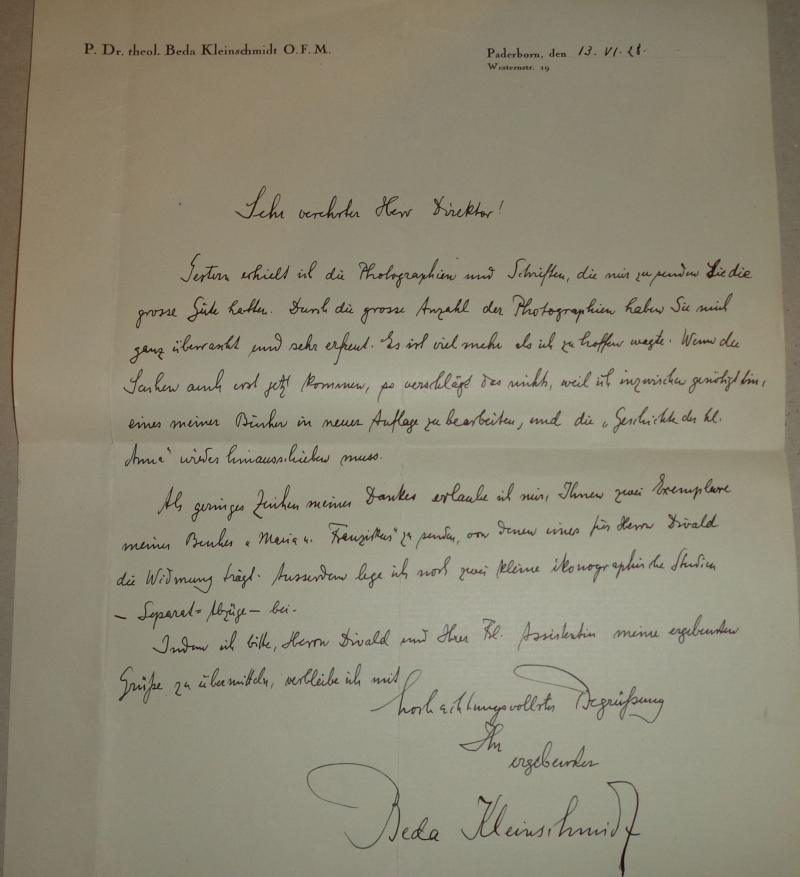 P. Dr. theol. Beda Kleinschmidt O.F.M.
Paderborn, den 13. VI. 28.
Westernstr. 19
Sehr verehrter Herr Direktor!
Gestern erhielt ich die Photographien und Schriften, die mir zu senden Sie die
grosse Güte hatten. Durch die grosse Anzahl der Photographien haben Sie mich
ganz überrascht und sehr erfreut. Es ist viel mehr als ich zu hoffen wagte. Wenn die
Sachen auch erst jetzt kommen, so verschlägt das nichts, weil ich inzwischen genötigt bin,
eines meiner Bücher in neuer Auflage zu bearbeiten, und die „Geschichte der hl.
Anna" wieder hinausschieben muss.
Als geringes Zeichen meines Dankes erlaube ich mir, Ihnen zwei Exemplare
meines Buches „Maria u. Franziskus" zu senden, von denen eines für Herrn Divald
die Widmung trägt. Ausserdem lege ich noch zwei kleine ikonographische Studien
— Separat=Abzüge — bei.
Indem ich bitte, Herrn Divald und Ihrer Frl. Assistentin meine ergebensten
Grüße zu übermitteln, verbleibe ich mit
hochachtungsvollster Begrüßung
Ihr
ergebenster
Beda Kleinschmidt